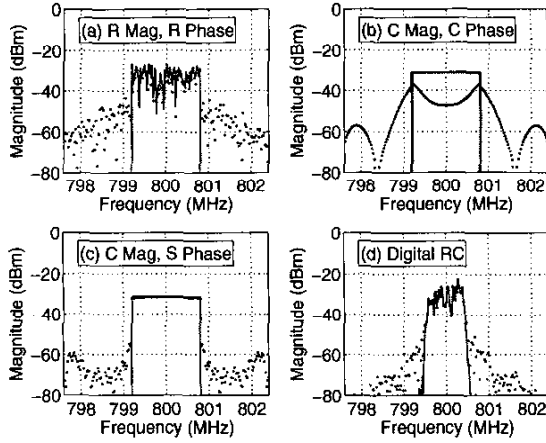 (a) R Mag, R Phase
Magnitude (dBm)
0
−20
−40
−60
−80
798 799 800 801 802
Frequency (MHz)
(b) C Mag, C Phase
Magnitude (dBm)
0
−20
−40
−60
−80
798 799 800 801 802
Frequency (MHz)
(c) C Mag, S Phase
Magnitude (dBm)
0
−20
−40
−60
−80
798 799 800 801 802
Frequency (MHz)
(d) Digital RC
Magnitude (dBm)
0
−20
−40
−60
−80
798 799 800 801 802
Frequency (MHz)